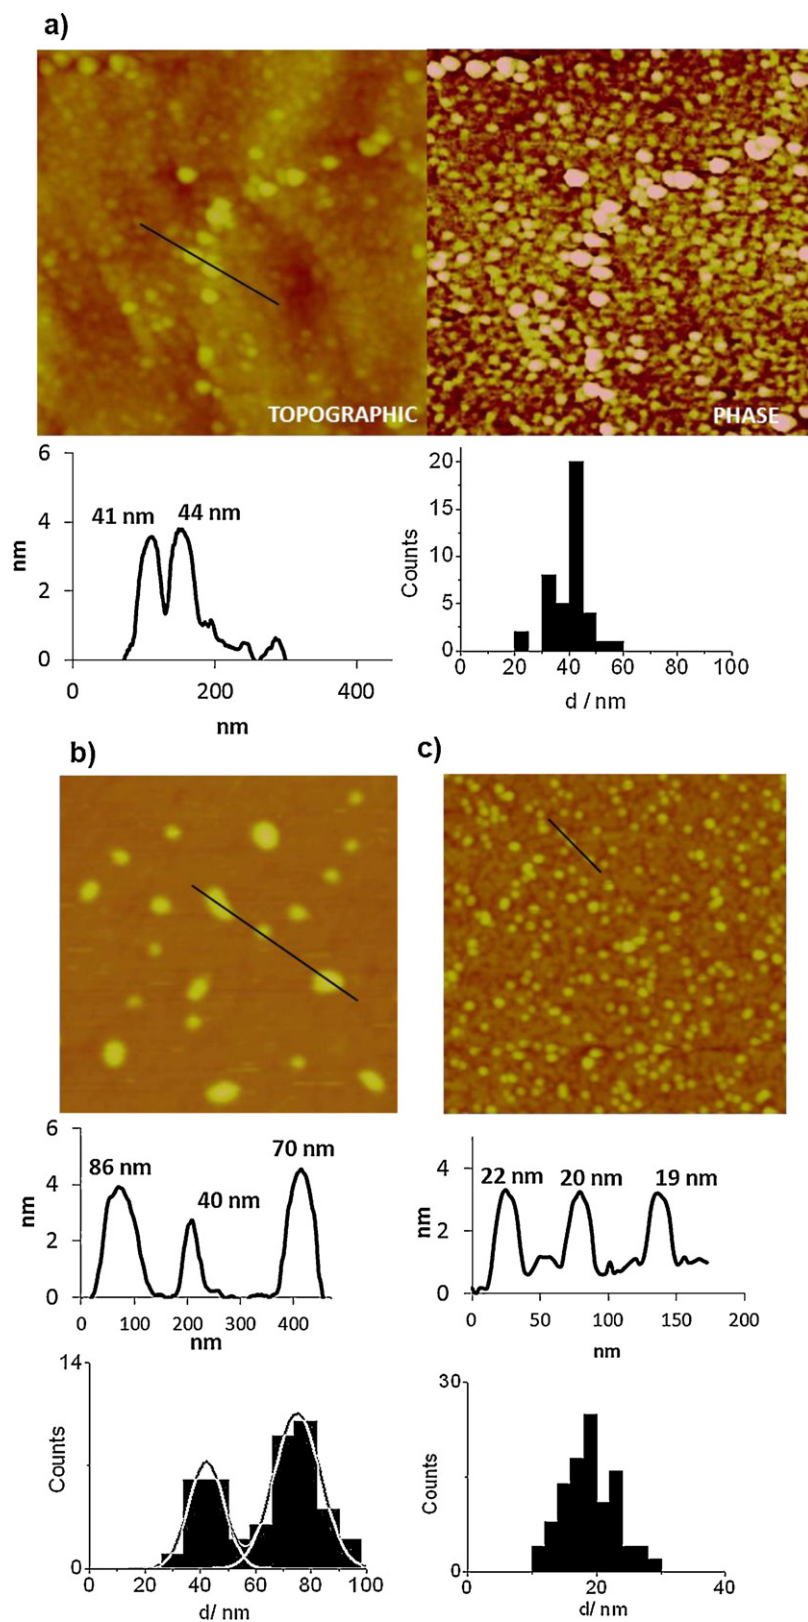 a)
TOPOGRAPHIC PHASE
6
4
2
0
nm
41 nm 44 nm
0 200 400
nm
20
15
10
5
0
Counts
0 20 40 60 80 100
d / nm
b)
c)
6
4
2
0
nm
86 nm 40 nm 70 nm
0 100 200 300 400
nm
4
2
0
nm
22 nm 20 nm 19 nm
0 50 100 150 200
nm
14
0
Counts
0 20 40 60 80 100
d/ nm
30
0
Counts
0 20 40
d/ nm